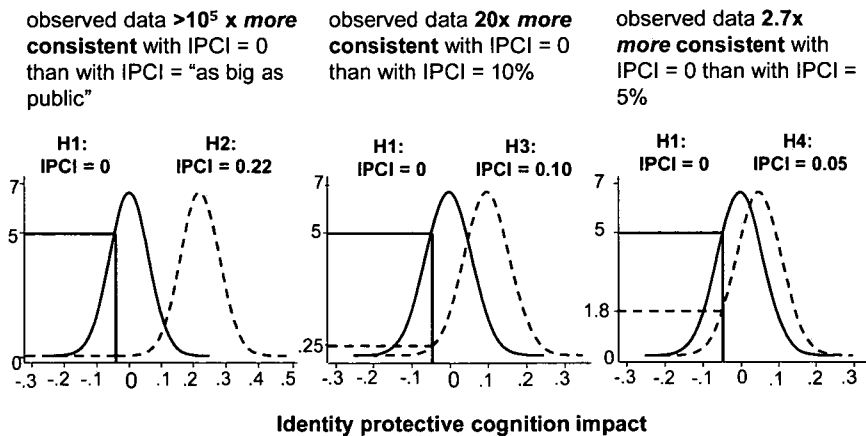 observed data >10⁵ x more
consistent with IPCI = 0
than with IPCI = "as big as
public"
observed data 20x more
consistent with IPCI = 0
than with IPCI = 10%
observed data 2.7x
more consistent with
IPCI = 0 than with IPCI =
5%
H1:
IPCI = 0
H2:
IPCI = 0.22
7
5
0
-.3 -.2 -.1 0 .1 .2 .3 .4 .5
H1:
IPCI = 0
H3:
IPCI = 0.10
7
5
.25
-.3 -.2 -.1 0 .1 .2 .3
H1:
IPCI = 0
H4:
IPCI = 0.05
7
5
1.8
0
-.3 -.2 -.1 0 .1 .2 .3
Identity protective cognition impact